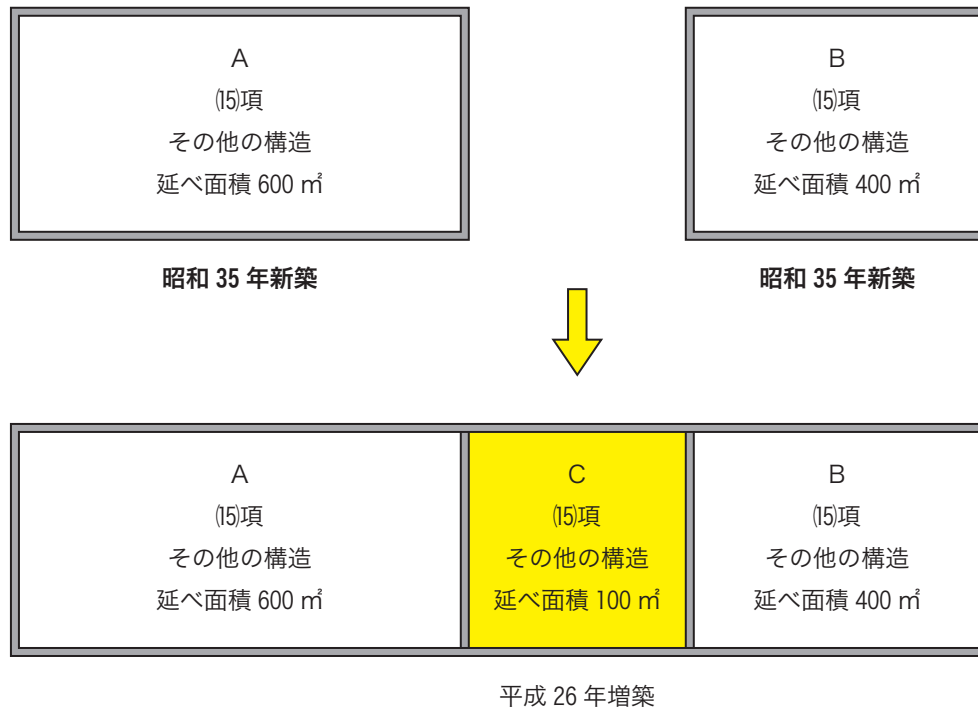 A
⒂項
その他の構造
延べ面積 600 ㎡
昭和 35 年新築
B
⒂項
その他の構造
延べ面積 400 ㎡
昭和 35 年新築
A
⒂項
その他の構造
延べ面積 600 ㎡
C
⒂項
その他の構造
延べ面積 100 ㎡
B
⒂項
その他の構造
延べ面積 400 ㎡
平成 26 年増築